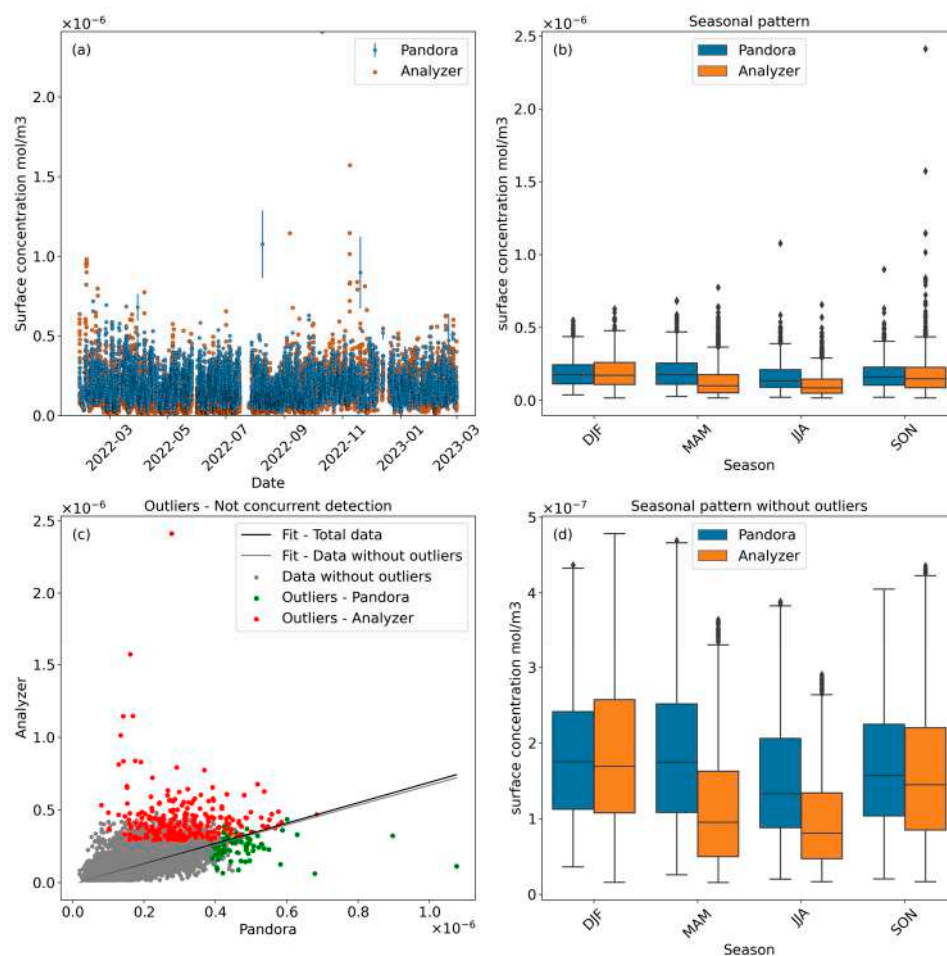 ×10⁻⁶
(a)
Pandora
Analyzer
Surface concentration mol/m3
2.0
1.5
1.0
0.5
0.0
2022-03
2022-05
2022-07
2022-09
2022-11
2023-01
2023-03
Date
×10⁻⁶
Seasonal pattern
(b)
Pandora
Analyzer
surface concentration mol/m3
2.5
2.0
1.5
1.0
0.5
0.0
DJF
MAM
JJA
SON
Season
×10⁻⁶
Outliers - Not concurrent detection
(c)
Fit - Total data
Fit - Data without outliers
Data without outliers
Outliers - Pandora
Outliers - Analyzer
Analyzer
2.5
2.0
1.5
1.0
0.5
0.0
0.0
0.2
0.4
0.6
0.8
1.0
×10⁻⁶
Pandora
×10⁻⁷
Seasonal pattern without outliers
(d)
Pandora
Analyzer
surface concentration mol/m3
5
4
3
2
1
0
DJF
MAM
JJA
SON
Season